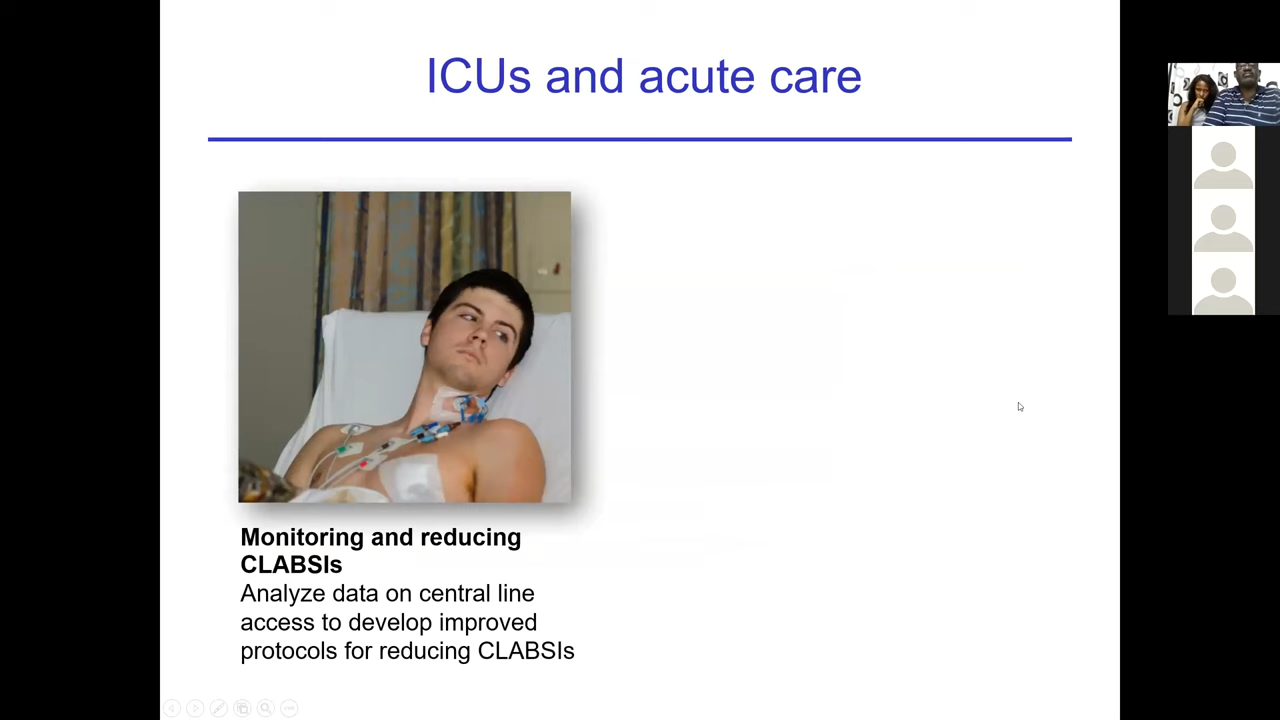 ICUs and acute care
Monitoring and reducing
CLABSIs
Analyze data on central line
access to develop improved
protocols for reducing CLABSIs